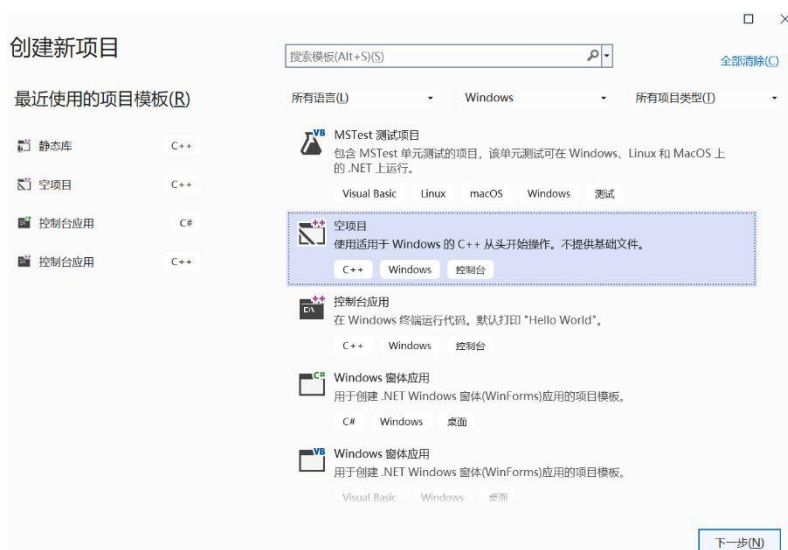 创建新项目
搜索模板(Alt+S)(S)
全部清除(C)
最近使用的项目模板(R)
所有语言(L)
Windows
所有项目类型(T)
静态库
C++
空项目
C++
控制台应用
C#
控制台应用
C++
VB
MSTest 测试项目
包含 MSTest 单元测试的项目，该单元测试可在 Windows、Linux 和 MacOS 上
的 .NET 上运行。
Visual Basic
Linux
macOS
Windows
测试
空项目
使用适用于 Windows 的 C++ 从头开始操作。不提供基础文件。
C++
Windows
控制台
控制台应用
在 Windows 终端运行代码。默认打印 "Hello World"。
C++
Windows
控制台
C#
Windows 窗体应用
用于创建 .NET Windows 窗体(WinForms)应用的项目模板。
C#
Windows
桌面
VB
Windows 窗体应用
用于创建 .NET Windows 窗体(WinForms)应用的项目模板。
Visual Basic
Windows
桌面
下一步(N)